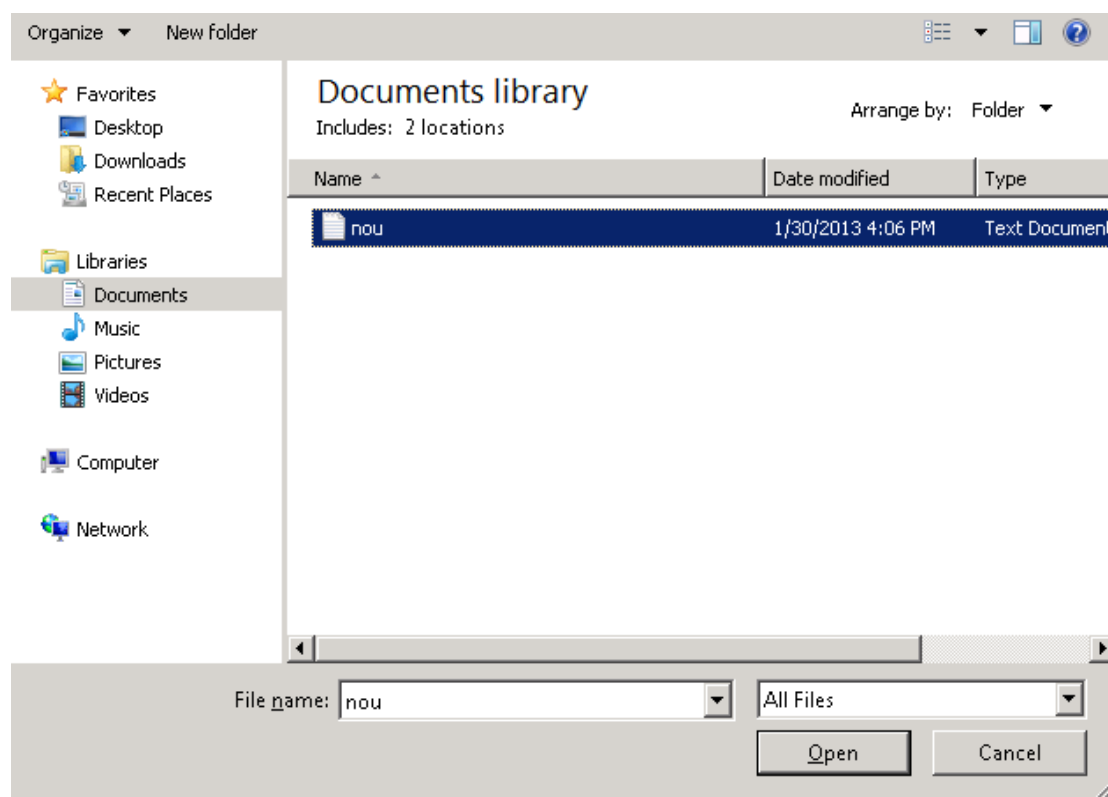 Organize New folder
Favorites
Desktop
Downloads
Recent Places
Libraries
Documents
Music
Pictures
Videos
Computer
Network
Documents library
Includes: 2 locations
Arrange by: Folder
Name Date modified Type
nou 1/30/2013 4:06 PM Text Document
File name: nou All Files
Open Cancel